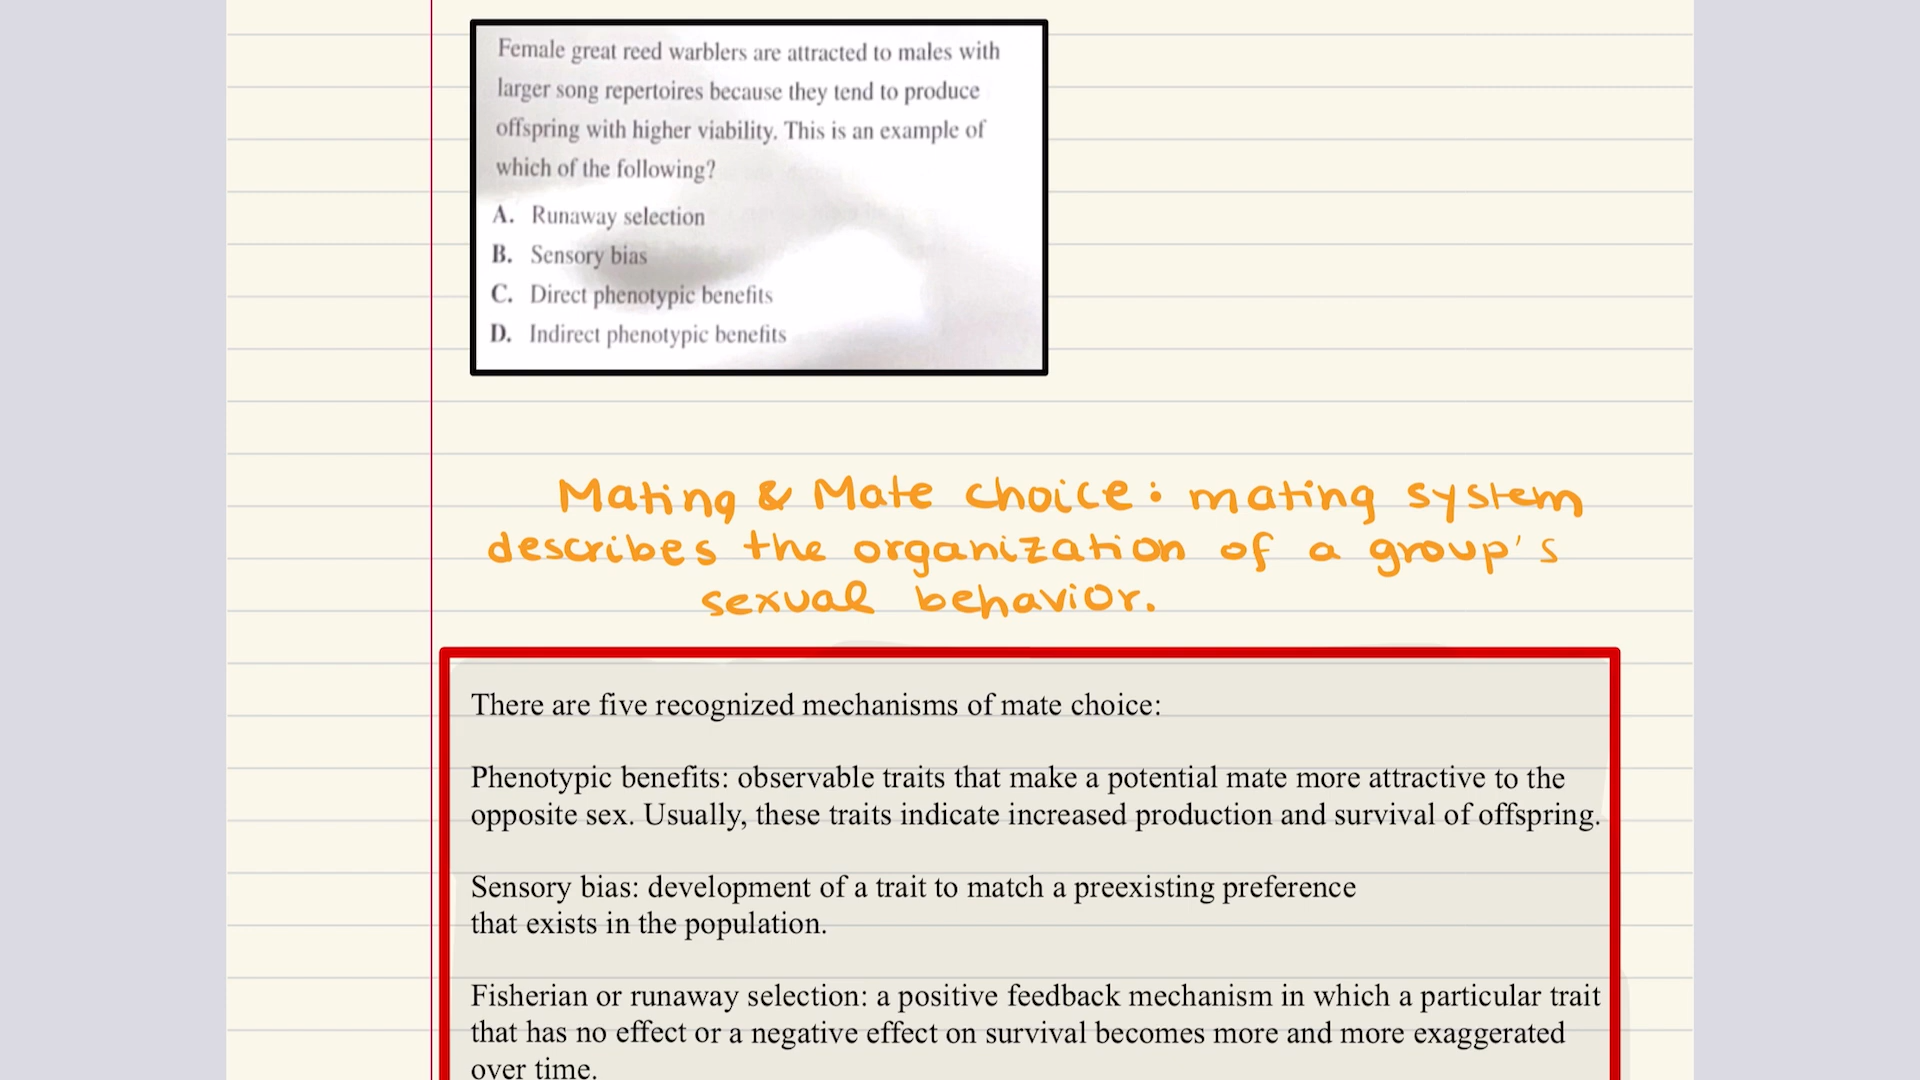 Female great reed warblers are attracted to males with
larger song repertoires because they tend to produce
offspring with higher viability. This is an example of
which of the following?
A. Runaway selection
B. Sensory bias
C. Direct phenotypic benefits
D. Indirect phenotypic benefits
Mating & Mate choice: mating system
describes the organization of a group's
sexual behavior.
There are five recognized mechanisms of mate choice:
Phenotypic benefits: observable traits that make a potential mate more attractive to the
opposite sex. Usually, these traits indicate increased production and survival of offspring.
Sensory bias: development of a trait to match a preexisting preference
that exists in the population.
Fisherian or runaway selection: a positive feedback mechanism in which a particular trait
that has no effect or a negative effect on survival becomes more and more exaggerated
over time.